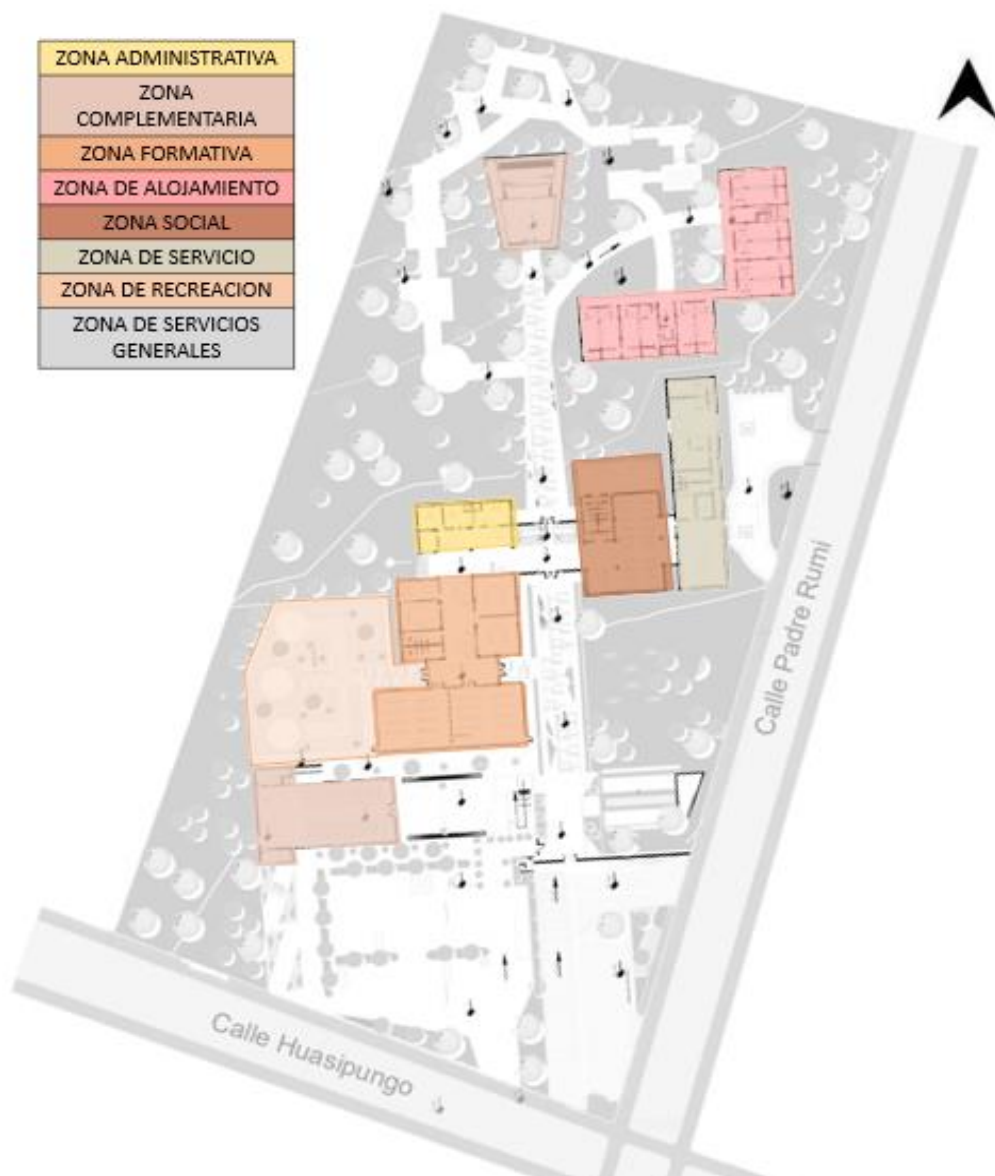 ZONA ADMINISTRATIVA
ZONA
COMPLEMENTARIA
ZONA FORMATIVA
ZONA DE ALOJAMIENTO
ZONA SOCIAL
ZONA DE SERVICIO
ZONA DE RECREACION
ZONA DE SERVICIOS
GENERALES
Calle Padre Rumi
Calle Huasipungo